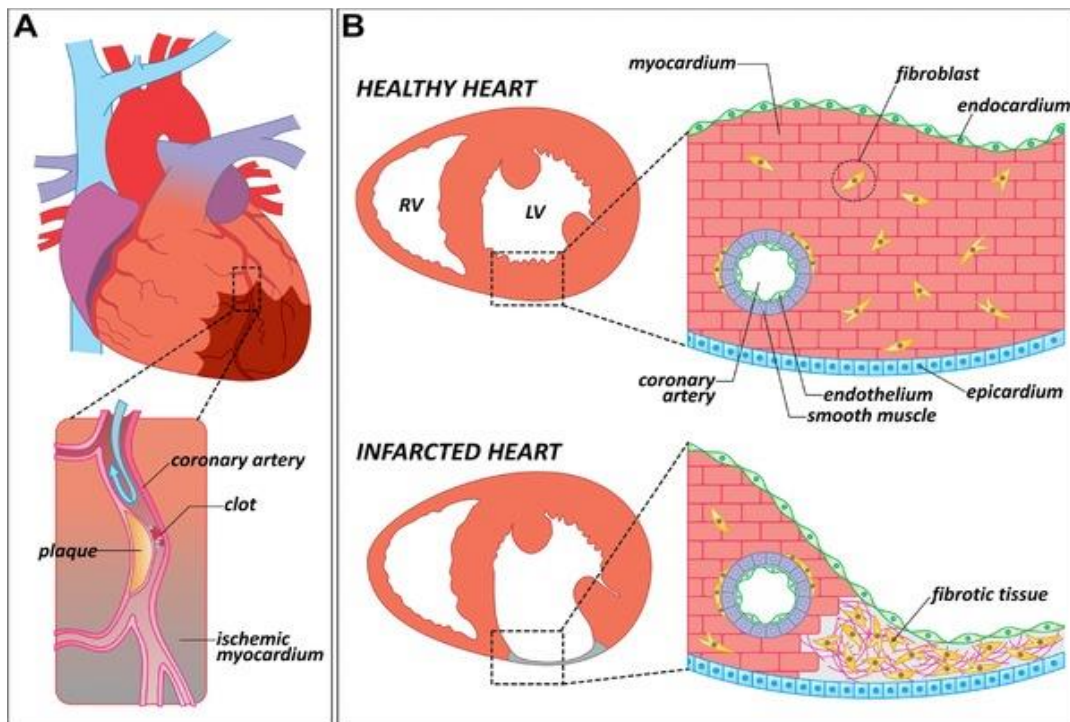 A
coronary artery
clot
plaque
ischemic
myocardium
B
HEALTHY HEART
RV
LV
myocardium
fibroblast
endocardium
coronary
artery
endothelium
smooth muscle
epicardium
INFARCTED HEART
fibrotic tissue